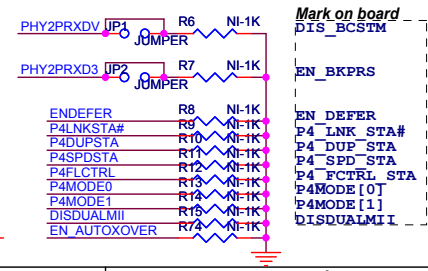 Mark on board
PHY2PRXDV JP1 R6 NI-1K DIS_BCSTM
JUMPER
PHY2PRXD3 JP2 R7 NI-1K EN_BKPRS
JUMPER
ENDEFER R8 NI-1K EN_DEFER
P4LNKSTA# R9 NI-1K P4_LNK_STA#
P4DUPSTA R10 NI-1K P4_DUP_STA
P4SPDSTA R11 NI-1K P4_SPD_STA
P4FLCTRL R12 NI-1K P4_FCTRL_STA
P4MODE0 R13 NI-1K P4MODE[0]
P4MODE1 R14 NI-1K P4MODE[1]
DISDUALMII R15 NI-1K DISDUALMII
EN_AUTOXOVER R74 NI-1K